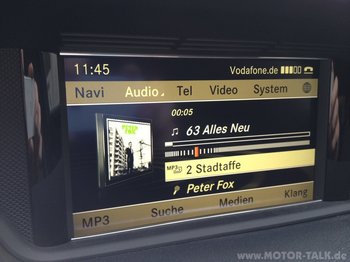 11:45
Vodafone.de
Navi Audio Tel Video System
00:05
63 Alles Neu
MP3 2 Stadtaffe
Peter Fox
MP3 Suche Medien Klang
© www.MOTOR-TALK.de